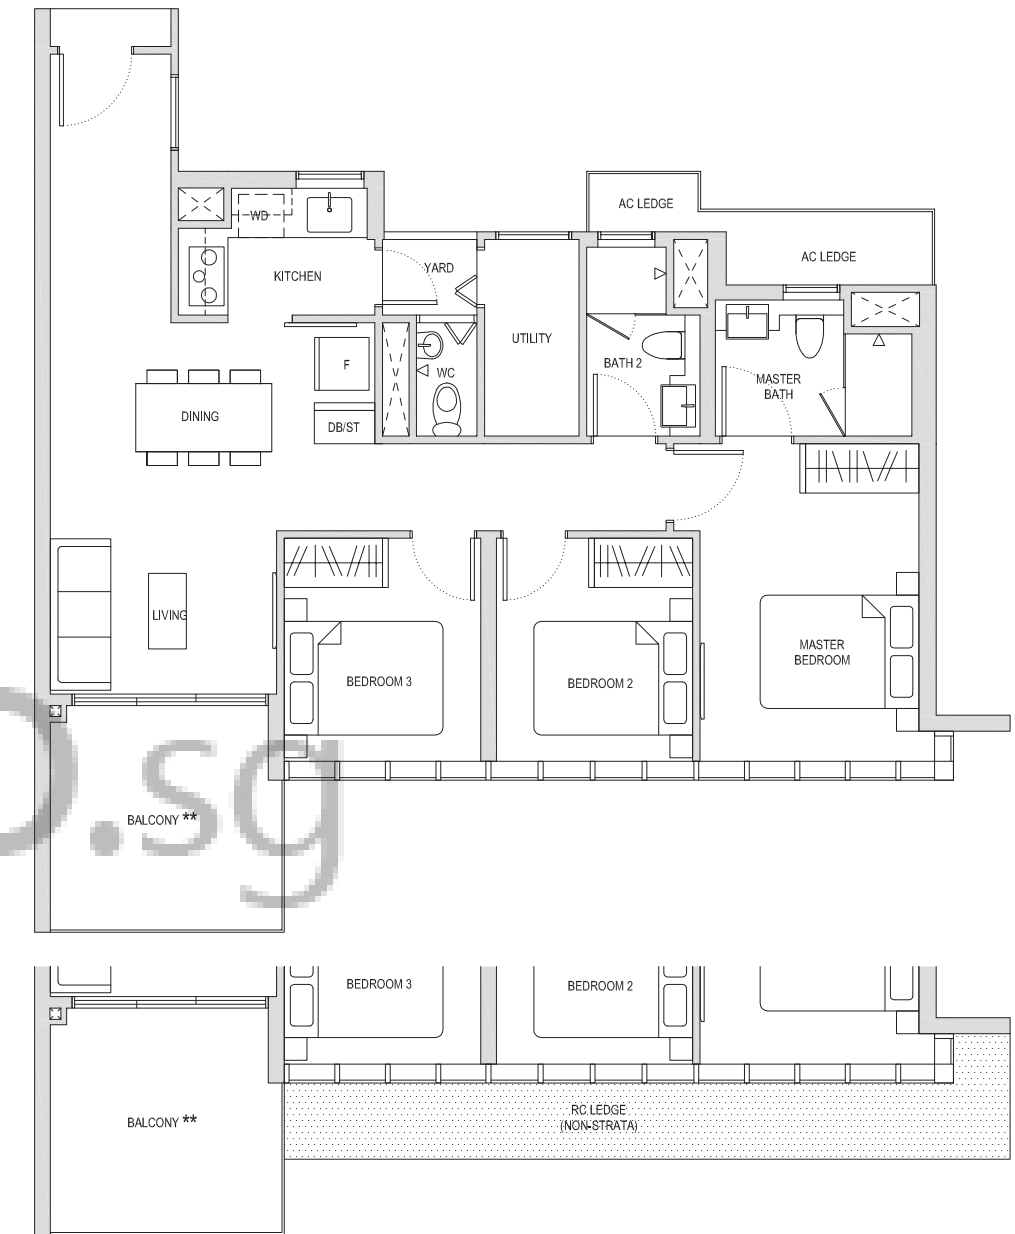 AC LEDGE
WD
AC LEDGE
KITCHEN
YARD
UTILITY
F
WC
BATH 2
MASTER
BATH
DINING
DB/ST
LIVING
BEDROOM 3
BEDROOM 2
MASTER
BEDROOM
BALCONY **
.sg
BEDROOM 3
BEDROOM 2
BALCONY **
RC LEDGE
(NON-STRATA)